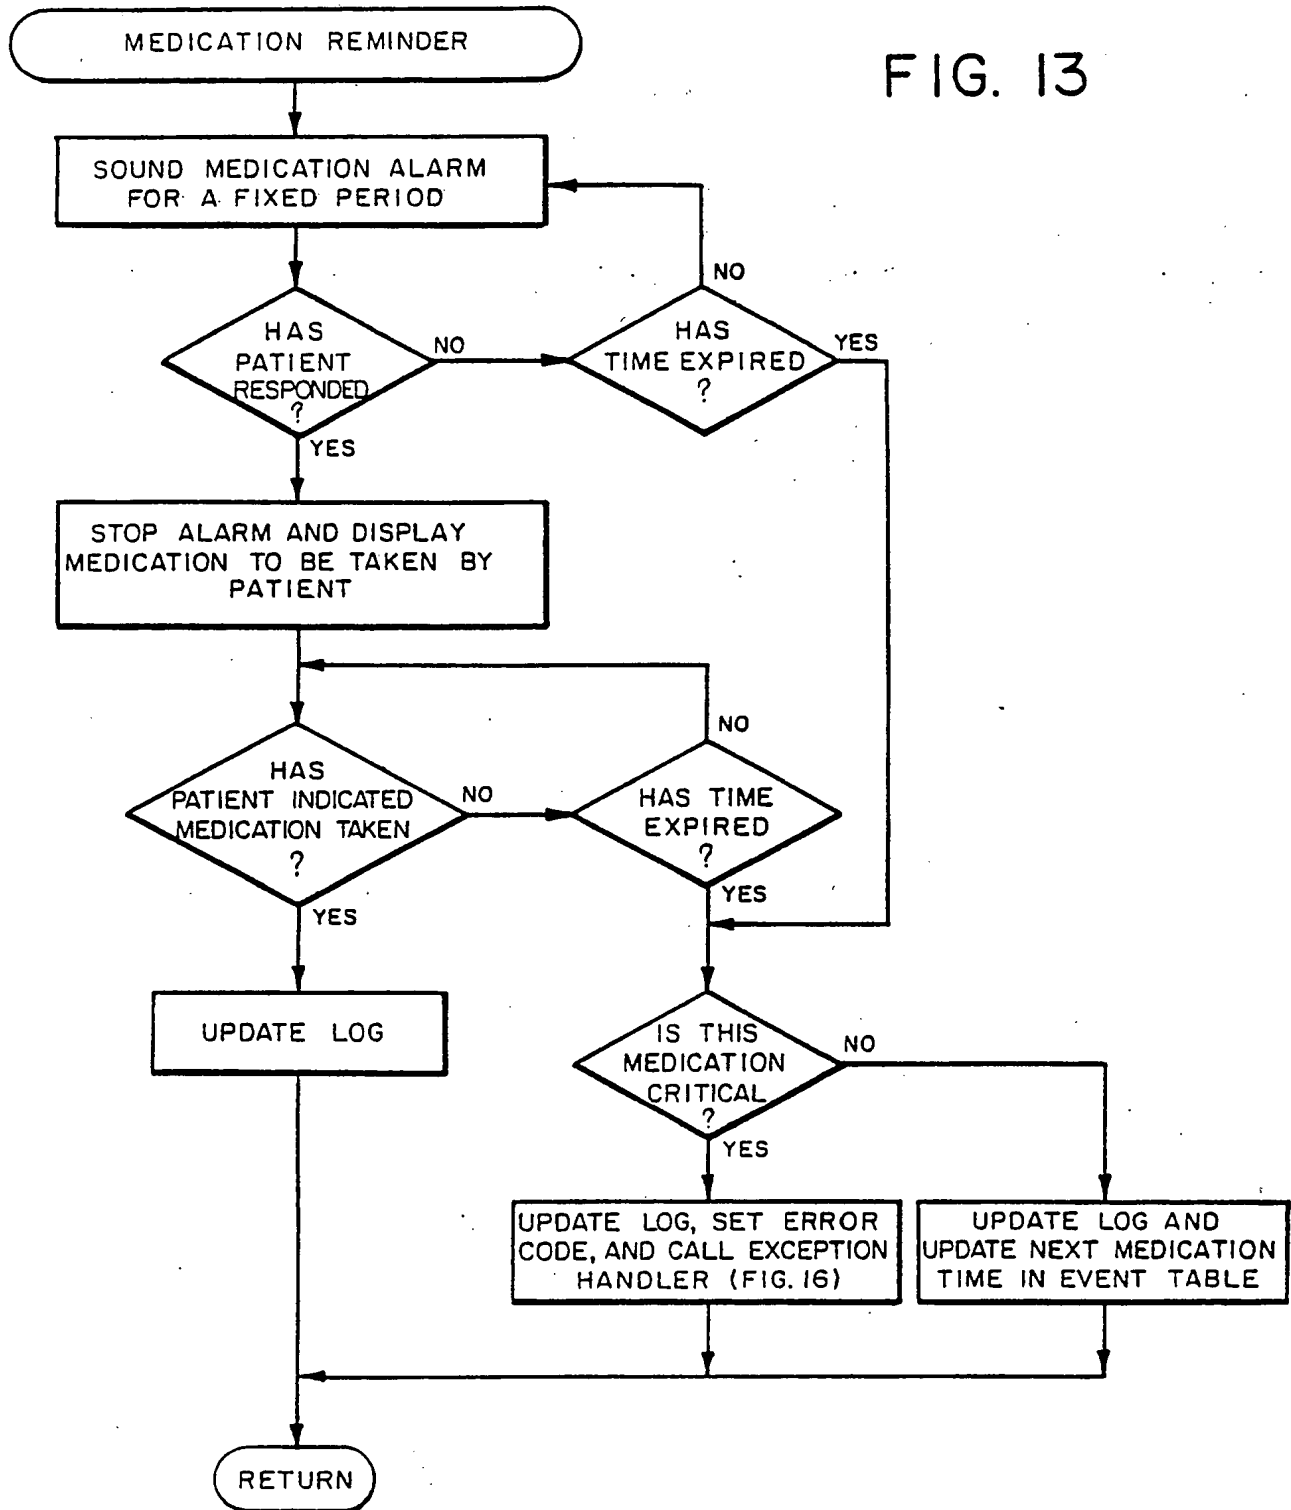 MEDICATION REMINDER
FIG. 13
SOUND MEDICATION ALARM
FOR A FIXED PERIOD
NO
HAS
PATIENT
RESPONDED
?
NO
HAS
TIME EXPIRED
?
YES
YES
STOP ALARM AND DISPLAY
MEDICATION TO BE TAKEN BY
PATIENT
NO
HAS
PATIENT INDICATED
MEDICATION TAKEN
?
NO
HAS TIME
EXPIRED
?
YES
YES
UPDATE LOG
IS THIS
MEDICATION
CRITICAL
?
NO
YES
UPDATE LOG, SET ERROR
CODE, AND CALL EXCEPTION
HANDLER (FIG. 16)
UPDATE LOG AND
UPDATE NEXT MEDICATION
TIME IN EVENT TABLE
RETURN